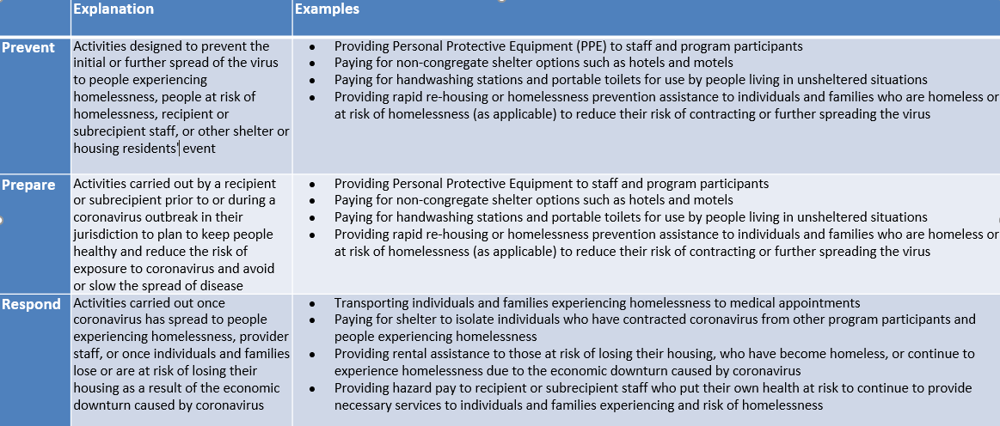 Explanation
Examples
Prevent
Activities designed to prevent the
initial or further spread of the virus
to people experiencing
homelessness, people at risk of
homelessness, recipient or
subrecipient staff, or other shelter or
housing residents' event
• Providing Personal Protective Equipment (PPE) to staff and program participants
• Paying for non-congregate shelter options such as hotels and motels
• Paying for handwashing stations and portable toilets for use by people living in unsheltered situations
• Providing rapid re-housing or homelessness prevention assistance to individuals and families who are homeless or
at risk of homelessness (as applicable) to reduce their risk of contracting or further spreading the virus
Prepare
Activities carried out by a recipient
or subrecipient prior to or during a
coronavirus outbreak in their
jurisdiction to plan to keep people
healthy and reduce the risk of
exposure to coronavirus and avoid
or slow the spread of disease
• Providing Personal Protective Equipment to staff and program participants
• Paying for non-congregate shelter options such as hotels and motels
• Paying for handwashing stations and portable toilets for use by people living in unsheltered situations
• Providing rapid re-housing or homelessness prevention assistance to individuals and families who are homeless or
at risk of homelessness (as applicable) to reduce their risk of contracting or further spreading the virus
Respond
Activities carried out once
coronavirus has spread to people
experiencing homelessness, provider
staff, or once individuals and families
lose or are at risk of losing their
housing as a result of the economic
downturn caused by coronavirus
• Transporting individuals and families experiencing homelessness to medical appointments
• Paying for shelter to isolate individuals who have contracted coronavirus from other program participants and
people experiencing homelessness
• Providing rental assistance to those at risk of losing their housing, who have become homeless, or continue to
experience homelessness due to the economic downturn caused by coronavirus
• Providing hazard pay to recipient or subrecipient staff who put their own health at risk to continue to provide
necessary services to individuals and families experiencing and risk of homelessness